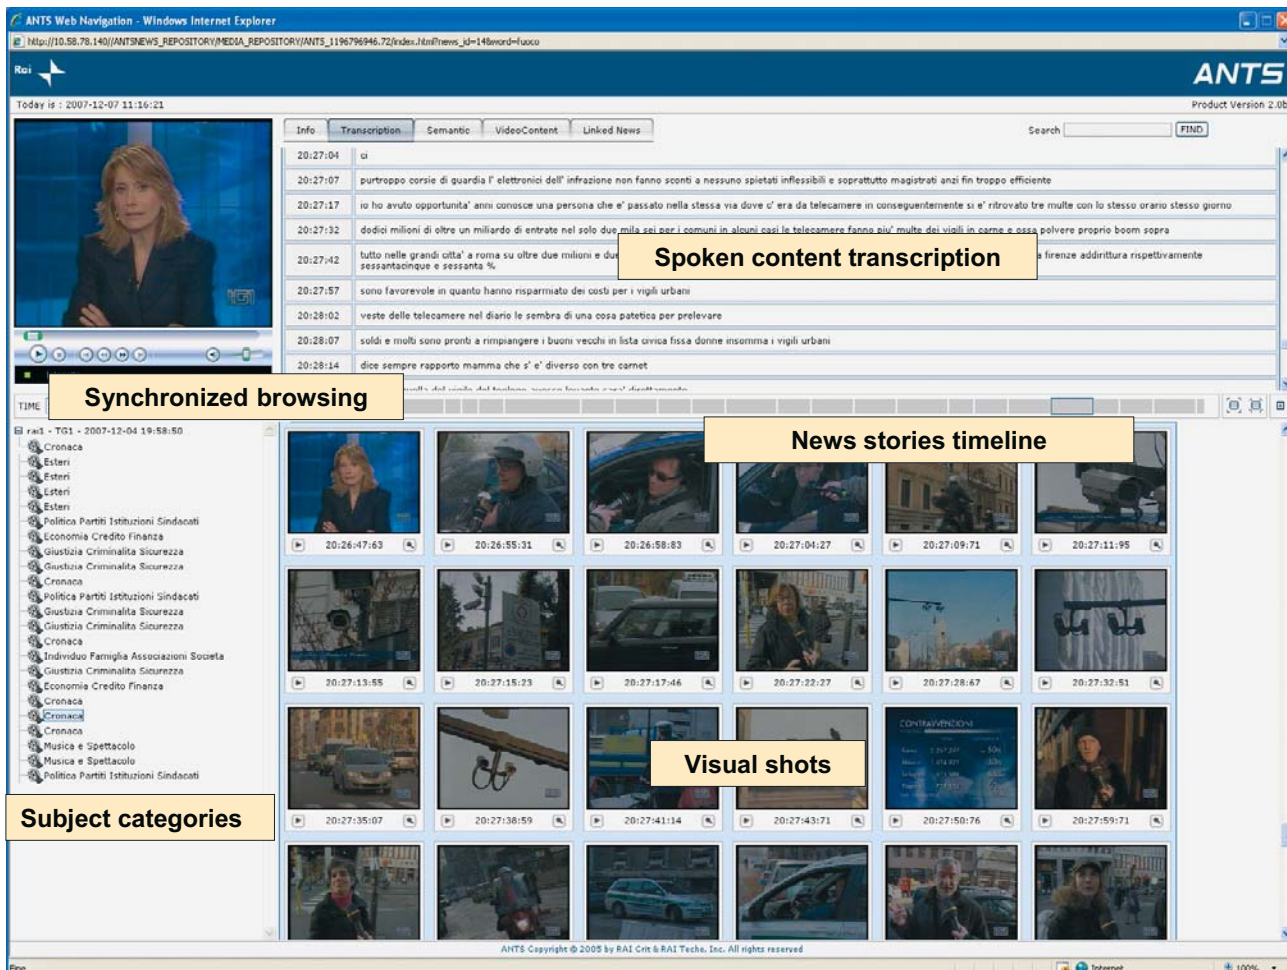 ANTS Web Navigation - Windows Internet Explorer
http://10.58.78.140//ANTSNEWS_REPOSITORY/MEDIA_REPOSITORY/ANTS_1196796946.72/index.html?news_id=14&word=fuoco
Rai
ANTS
Today is : 2007-12-07 11:16:21
Product Version 2.0b
Info Transcription Semantic VideoContent Linked News
Search FIND
20:27:04 ci
20:27:07 purtroppo corsie di guardia l' elettronici dell' infrazione non fanno sconti a nessuno spietati inflessibili e soprattutto magistrati anzi fin troppo efficiente
20:27:17 io ho avuto opportunita' anni conosce una persona che e' passato nella stessa via dove c' era da telecamere in conseguentemente si e' ritrovato tre multe con lo stesso orario stesso giorno
20:27:32 dodici milioni di oltre un miliardo di entrate nel solo due mila sei per i comuni in alcuni casi le telecamere fanno piu' multe dei vigili in carne e ossa polvere proprio boom sopra
20:27:42 tutto nelle grandi citta' a roma su oltre due milioni e due firenze addirittura rispettivamente
sessantacinque e sessanta %
Spoken content transcription
20:27:57 sono favorevole in quanto hanno risparmiato dei costi per i vigili urbani
20:28:02 veste delle telecamere nel diario le sembra di una cosa patetica per prelevare
20:28:07 soldi e molti sono pronti a rimpiangere i buoni vecchi in lista civica fissa donne insomma i vigili urbani
20:28:14 dice sempre rapporto mamma che s' e' diverso con tre carnet
Synchronized browsing
TIME
News stories timeline
rai1 - TG1 - 2007-12-04 19:58:50
Cronaca
Esteri
Esteri
Esteri
Esteri
Politica Partiti Istituzioni Sindacati
Economia Credito Finanza
Giustizia Criminalita Sicurezza
Giustizia Criminalita Sicurezza
Cronaca
Politica Partiti Istituzioni Sindacati
Giustizia Criminalita Sicurezza
Giustizia Criminalita Sicurezza
Cronaca
Individuo Famiglia Associazioni Societa
Giustizia Criminalita Sicurezza
Economia Credito Finanza
Cronaca
Cronaca
Cronaca
Musica e Spettacolo
Musica e Spettacolo
Politica Partiti Istituzioni Sindacati
Subject categories
20:26:47:63 20:26:55:31 20:26:58:83 20:27:04:27 20:27:09:71 20:27:11:95
20:27:13:55 20:27:15:23 20:27:17:46 20:27:22:27 20:27:28:67 20:27:32:51
CONTRAVVENZIONI
Visual shots
20:27:35:07 20:27:38:59 20:27:41:14 20:27:43:71 20:27:50:76 20:27:59:71
ANTS Copyright © 2005 by RAI Crit & RAI Teche, Inc. All rights reserved
Fine
Internet
100%